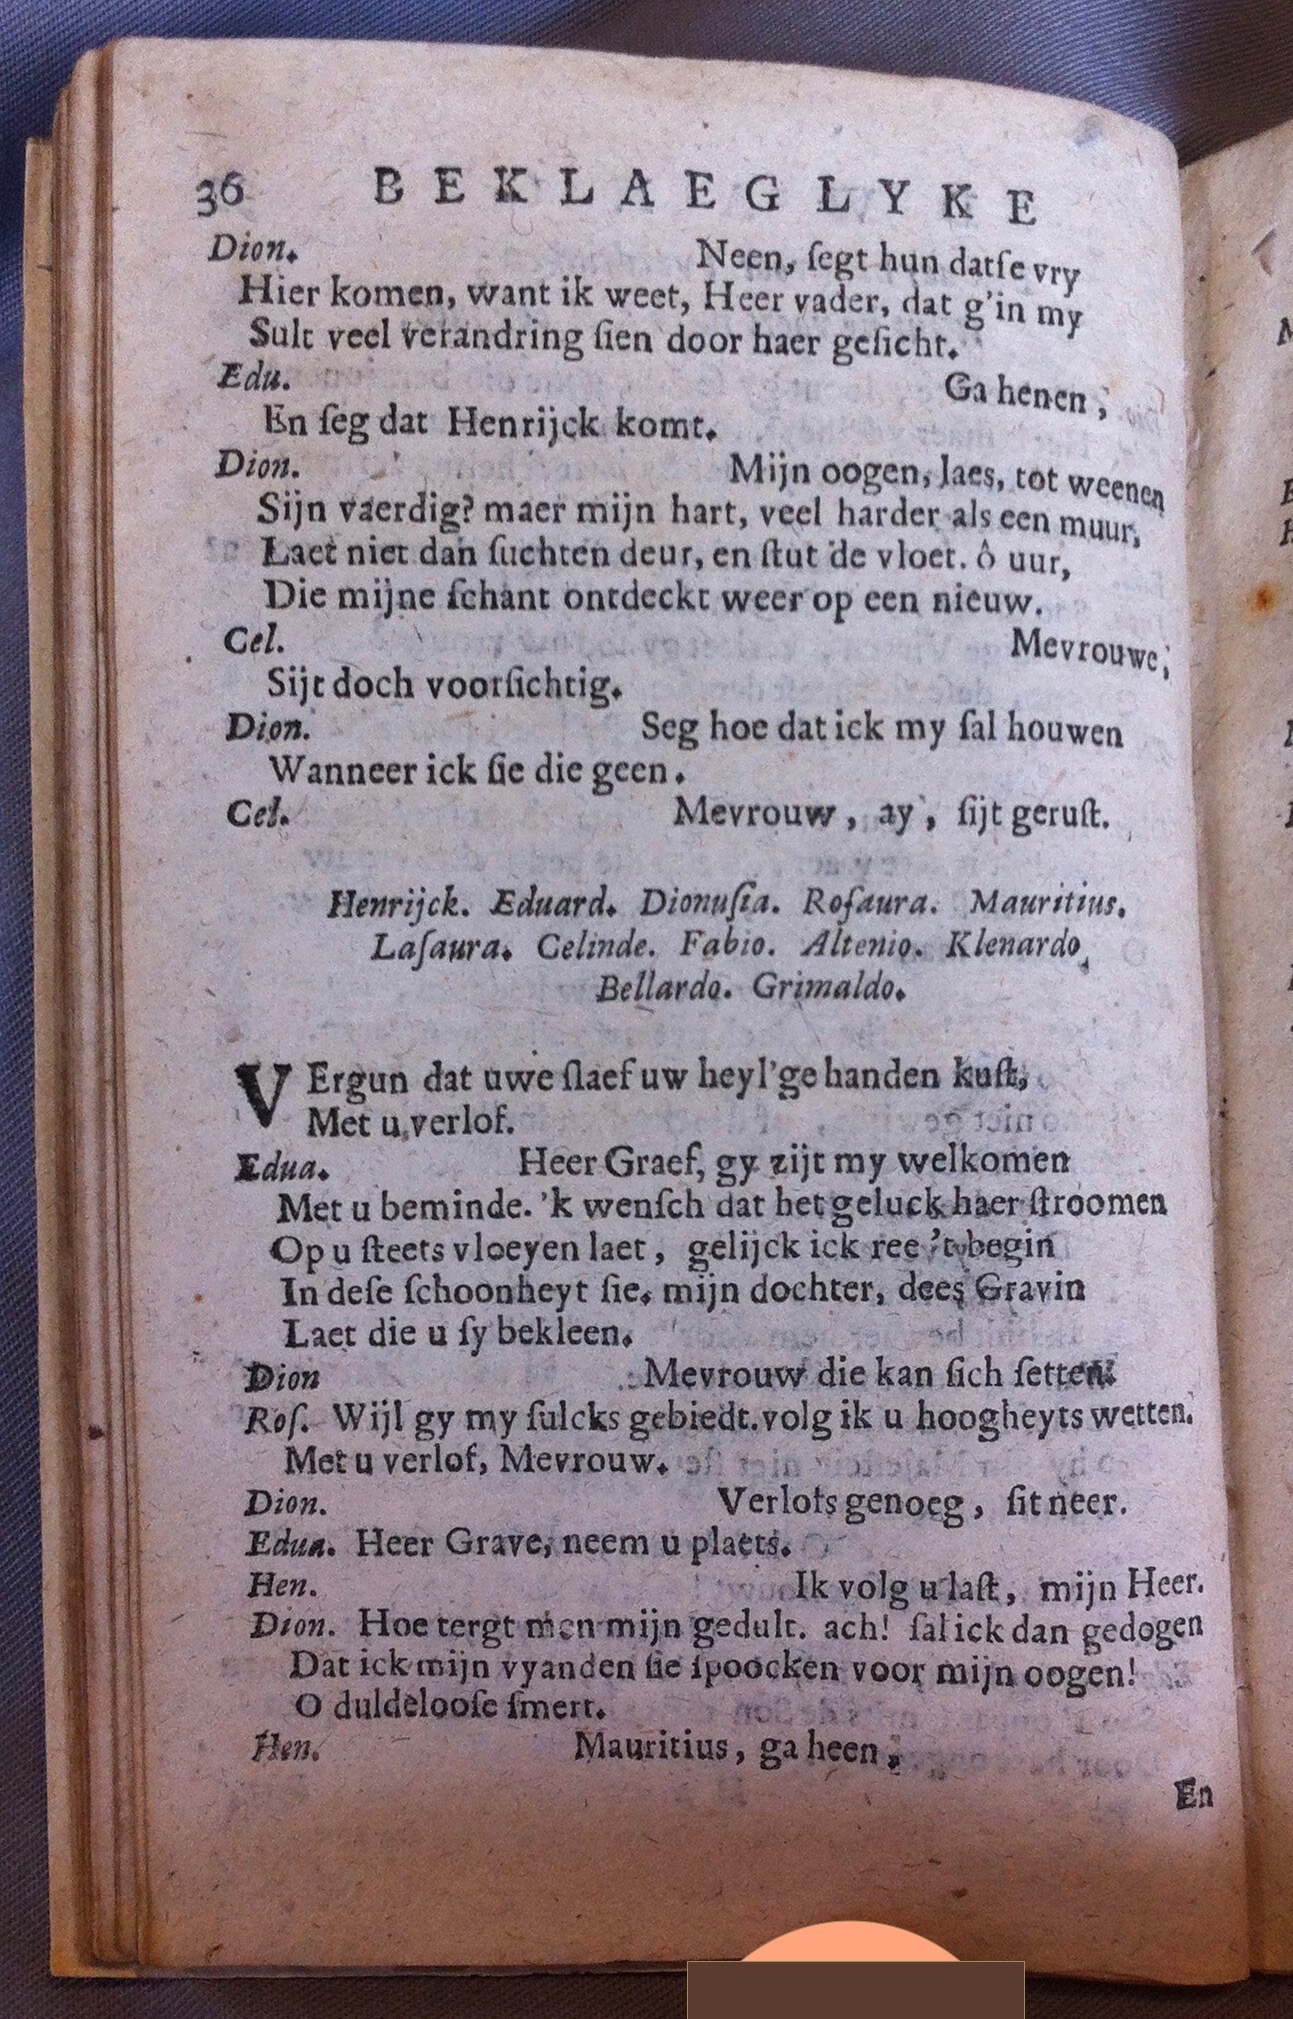 36 BEKLAEGLYKE
Dion. Neen, ſegt hun datſe vry
Hier komen, want ik weet, Heer vader, dat g'in my
Sult veel verandring ſien door haer geſicht.
Edu. Ga henen,
En ſeg dat Henrijck komt.
Dion. Mijn oogen, laes, tot weenen
Sijn vaerdig? maer mijn hart, veel harder als een muur,
Laet niet dan ſuchten deur, en ſtut de vloet. ô uur,
Die mijne ſchant ontdeckt weer op een nieuw.
Cel. Mevrouwe,
Sijt doch voorſichtig.
Dion. Seg hoe dat ick my ſal houwen
Wanneer ick ſie die geen.
Cel. Mevrouw, ay, ſijt geruſt.
Henrijck. Eduard. Dionuſia. Roſaura. Mauritius.
Laſaura. Celinde. Fabio. Altenio. Klenardo.
Bellardo. Grimaldo.
VErgun dat uwe ſlaef uw heyl'ge handen kuſt,
Met u verlof.
Edua. Heer Graef, gy zijt my welkomen
Met u beminde. 'k wenſch dat het geluck haer ſtroomen
Op u ſteets vloeyen laet, gelijck ick ree 't begin
In deſe ſchoonheyt ſie. mijn dochter, dees Gravin
Laet die u ſy bekleen.
Dion Mevrouw die kan ſich ſetten.
Roſ. Wijl gy my ſulcks gebiedt. volg ik u hoogheyts wetten.
Met u verlof, Mevrouw.
Dion. Verlofs genoeg, ſit neer.
Edua. Heer Grave, neem u plaets.
Hen. Ik volg u laſt, mijn Heer.
Dion. Hoe tergt men mijn gedult. ach! ſal ick dan gedogen
Dat ick mijn vyanden ſie ſpoocken voor mijn oogen!
O duldelooſe ſmert.
Hen. Mauritius, ga heen,
En